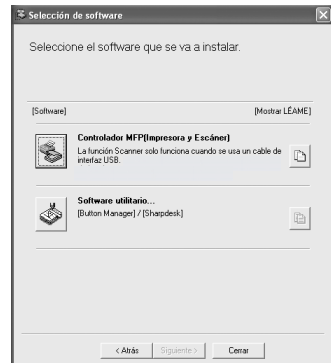 Selección de software
Seleccione el software que se va a instalar.
[Software] [Mostrar LÉAME]
Controlador MFP(Impresora y Escáner)
La función Scanner solo funciona cuando se usa un cable de
interfaz USB.
Software utilitario...
[Button Manager] / [Sharpdesk]
< Atrás Siguiente > Cerrar